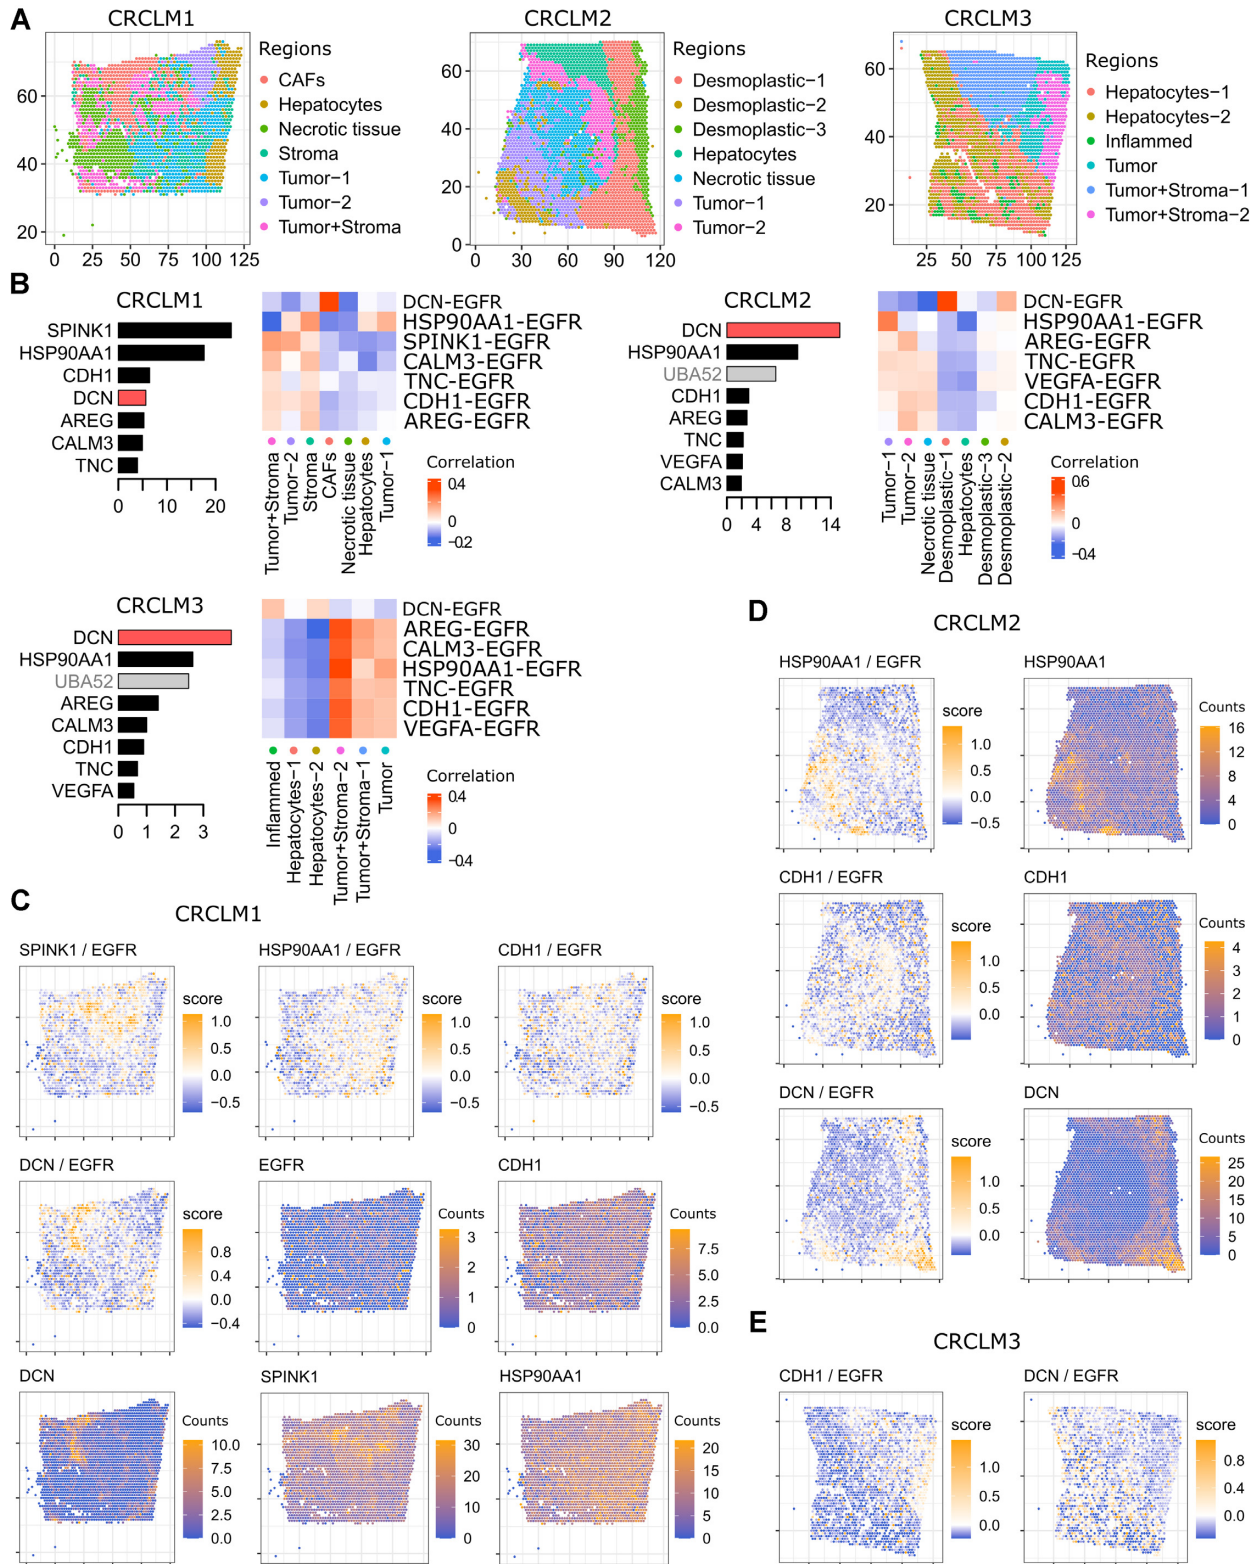 A
CRCLM1
CRCLM2
CRCLM3
60
40
20
0 25 50 75 100 125
Regions
CAFs
Hepatocytes
Necrotic tissue
Stroma
Tumor−1
Tumor−2
Tumor+Stroma
60
40
20
0
0 30 60 90 120
Regions
Desmoplastic−1
Desmoplastic−2
Desmoplastic−3
Hepatocytes
Necrotic tissue
Tumor−1
Tumor−2
60
40
20
25 50 75 100 125
Regions
Hepatocytes−1
Hepatocytes−2
Inflammed
Tumor
Tumor+Stroma−1
Tumor+Stroma−2
B
CRCLM1
SPINK1
HSP90AA1
CDH1
DCN
AREG
CALM3
TNC
0 10 20
DCN-EGFR
HSP90AA1-EGFR
SPINK1-EGFR
CALM3-EGFR
TNC-EGFR
CDH1-EGFR
AREG-EGFR
Tumor+Stroma
Tumor-2
Stroma
CAFs
Necrotic tissue
Hepatocytes
Tumor-1
Correlation
0.4
0
−0.2
CRCLM2
DCN
HSP90AA1
UBA52
CDH1
AREG
TNC
VEGFA
CALM3
0 4 8 14
DCN-EGFR
HSP90AA1-EGFR
AREG-EGFR
TNC-EGFR
VEGFA-EGFR
CDH1-EGFR
CALM3-EGFR
Tumor-1
Tumor-2
Necrotic tissue
Desmoplastic-1
Hepatocytes
Desmoplastic-3
Desmoplastic-2
Correlation
0.6
0
−0.4
CRCLM3
DCN
HSP90AA1
UBA52
AREG
CALM3
CDH1
TNC
VEGFA
0 1 2 3
DCN-EGFR
AREG-EGFR
CALM3-EGFR
HSP90AA1-EGFR
TNC-EGFR
CDH1-EGFR
VEGFA-EGFR
Inflammed
Hepatocytes-1
Hepatocytes-2
Tumor+Stroma-2
Tumor+Stroma-1
Tumor
Correlation
0.4
0
−0.4
C
CRCLM1
SPINK1 / EGFR
score
1.0
0.5
0.0
−0.5
HSP90AA1 / EGFR
score
1.0
0.5
0.0
−0.5
CDH1 / EGFR
score
1.0
0.5
0.0
−0.5
DCN / EGFR
score
0.8
0.4
0.0
−0.4
EGFR
Counts
3
2
1
0
CDH1
Counts
7.5
5.0
2.5
0.0
DCN
Counts
10.0
7.5
5.0
2.5
0.0
SPINK1
Counts
30
20
10
0
HSP90AA1
Counts
20
15
10
5
0
D
CRCLM2
HSP90AA1 / EGFR
score
1.0
0.5
0.0
−0.5
HSP90AA1
Counts
16
12
8
4
0
CDH1 / EGFR
score
1.0
0.5
0.0
CDH1
Counts
4
3
2
1
0
DCN / EGFR
score
1.0
0.5
0.0
DCN
Counts
25
20
15
10
5
0
E
CRCLM3
CDH1 / EGFR
score
1.0
0.5
0.0
DCN / EGFR
score
0.8
0.4
0.0